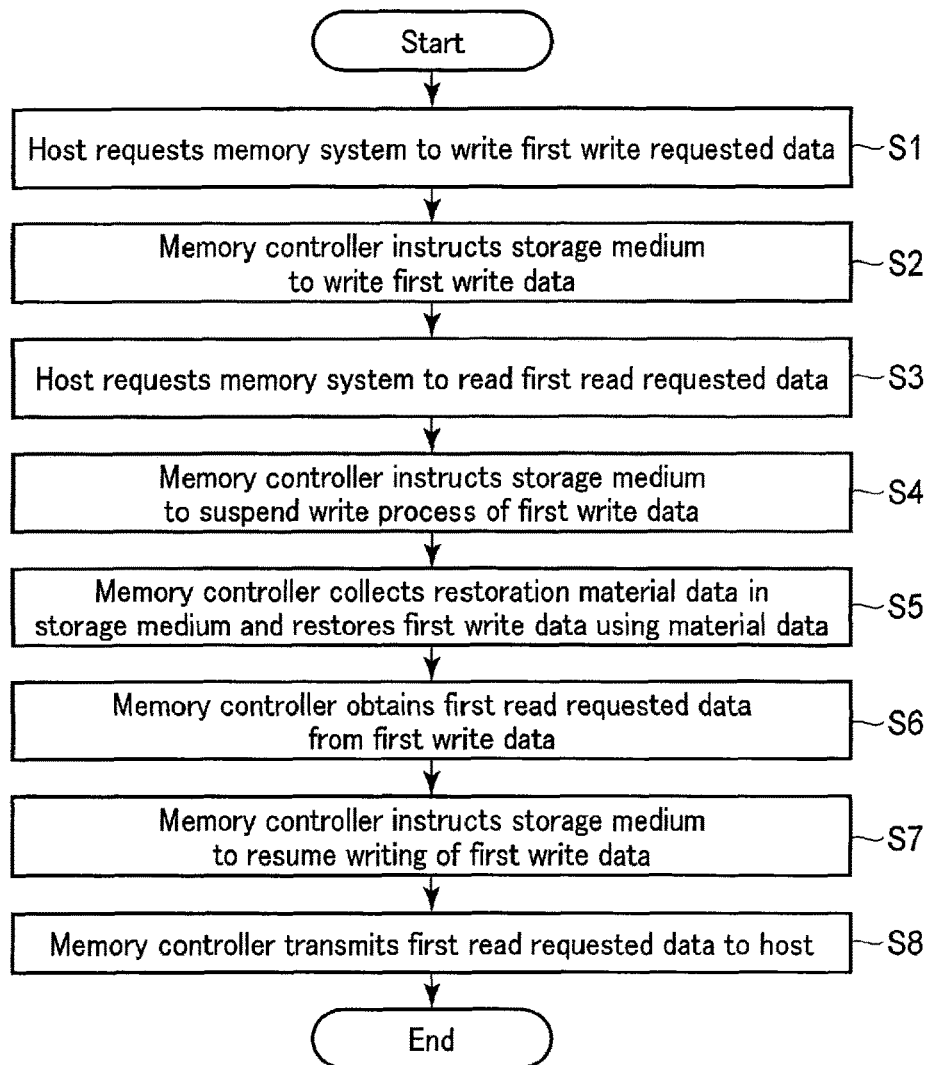 Start
Host requests memory system to write first write requested data
S1
Memory controller instructs storage medium
to write first write data
S2
Host requests memory system to read first read requested data
S3
Memory controller instructs storage medium
to suspend write process of first write data
S4
Memory controller collects restoration material data in
storage medium and restores first write data using material data
S5
Memory controller obtains first read requested data
from first write data
S6
Memory controller instructs storage medium
to resume writing of first write data
S7
Memory controller transmits first read requested data to host
S8
End